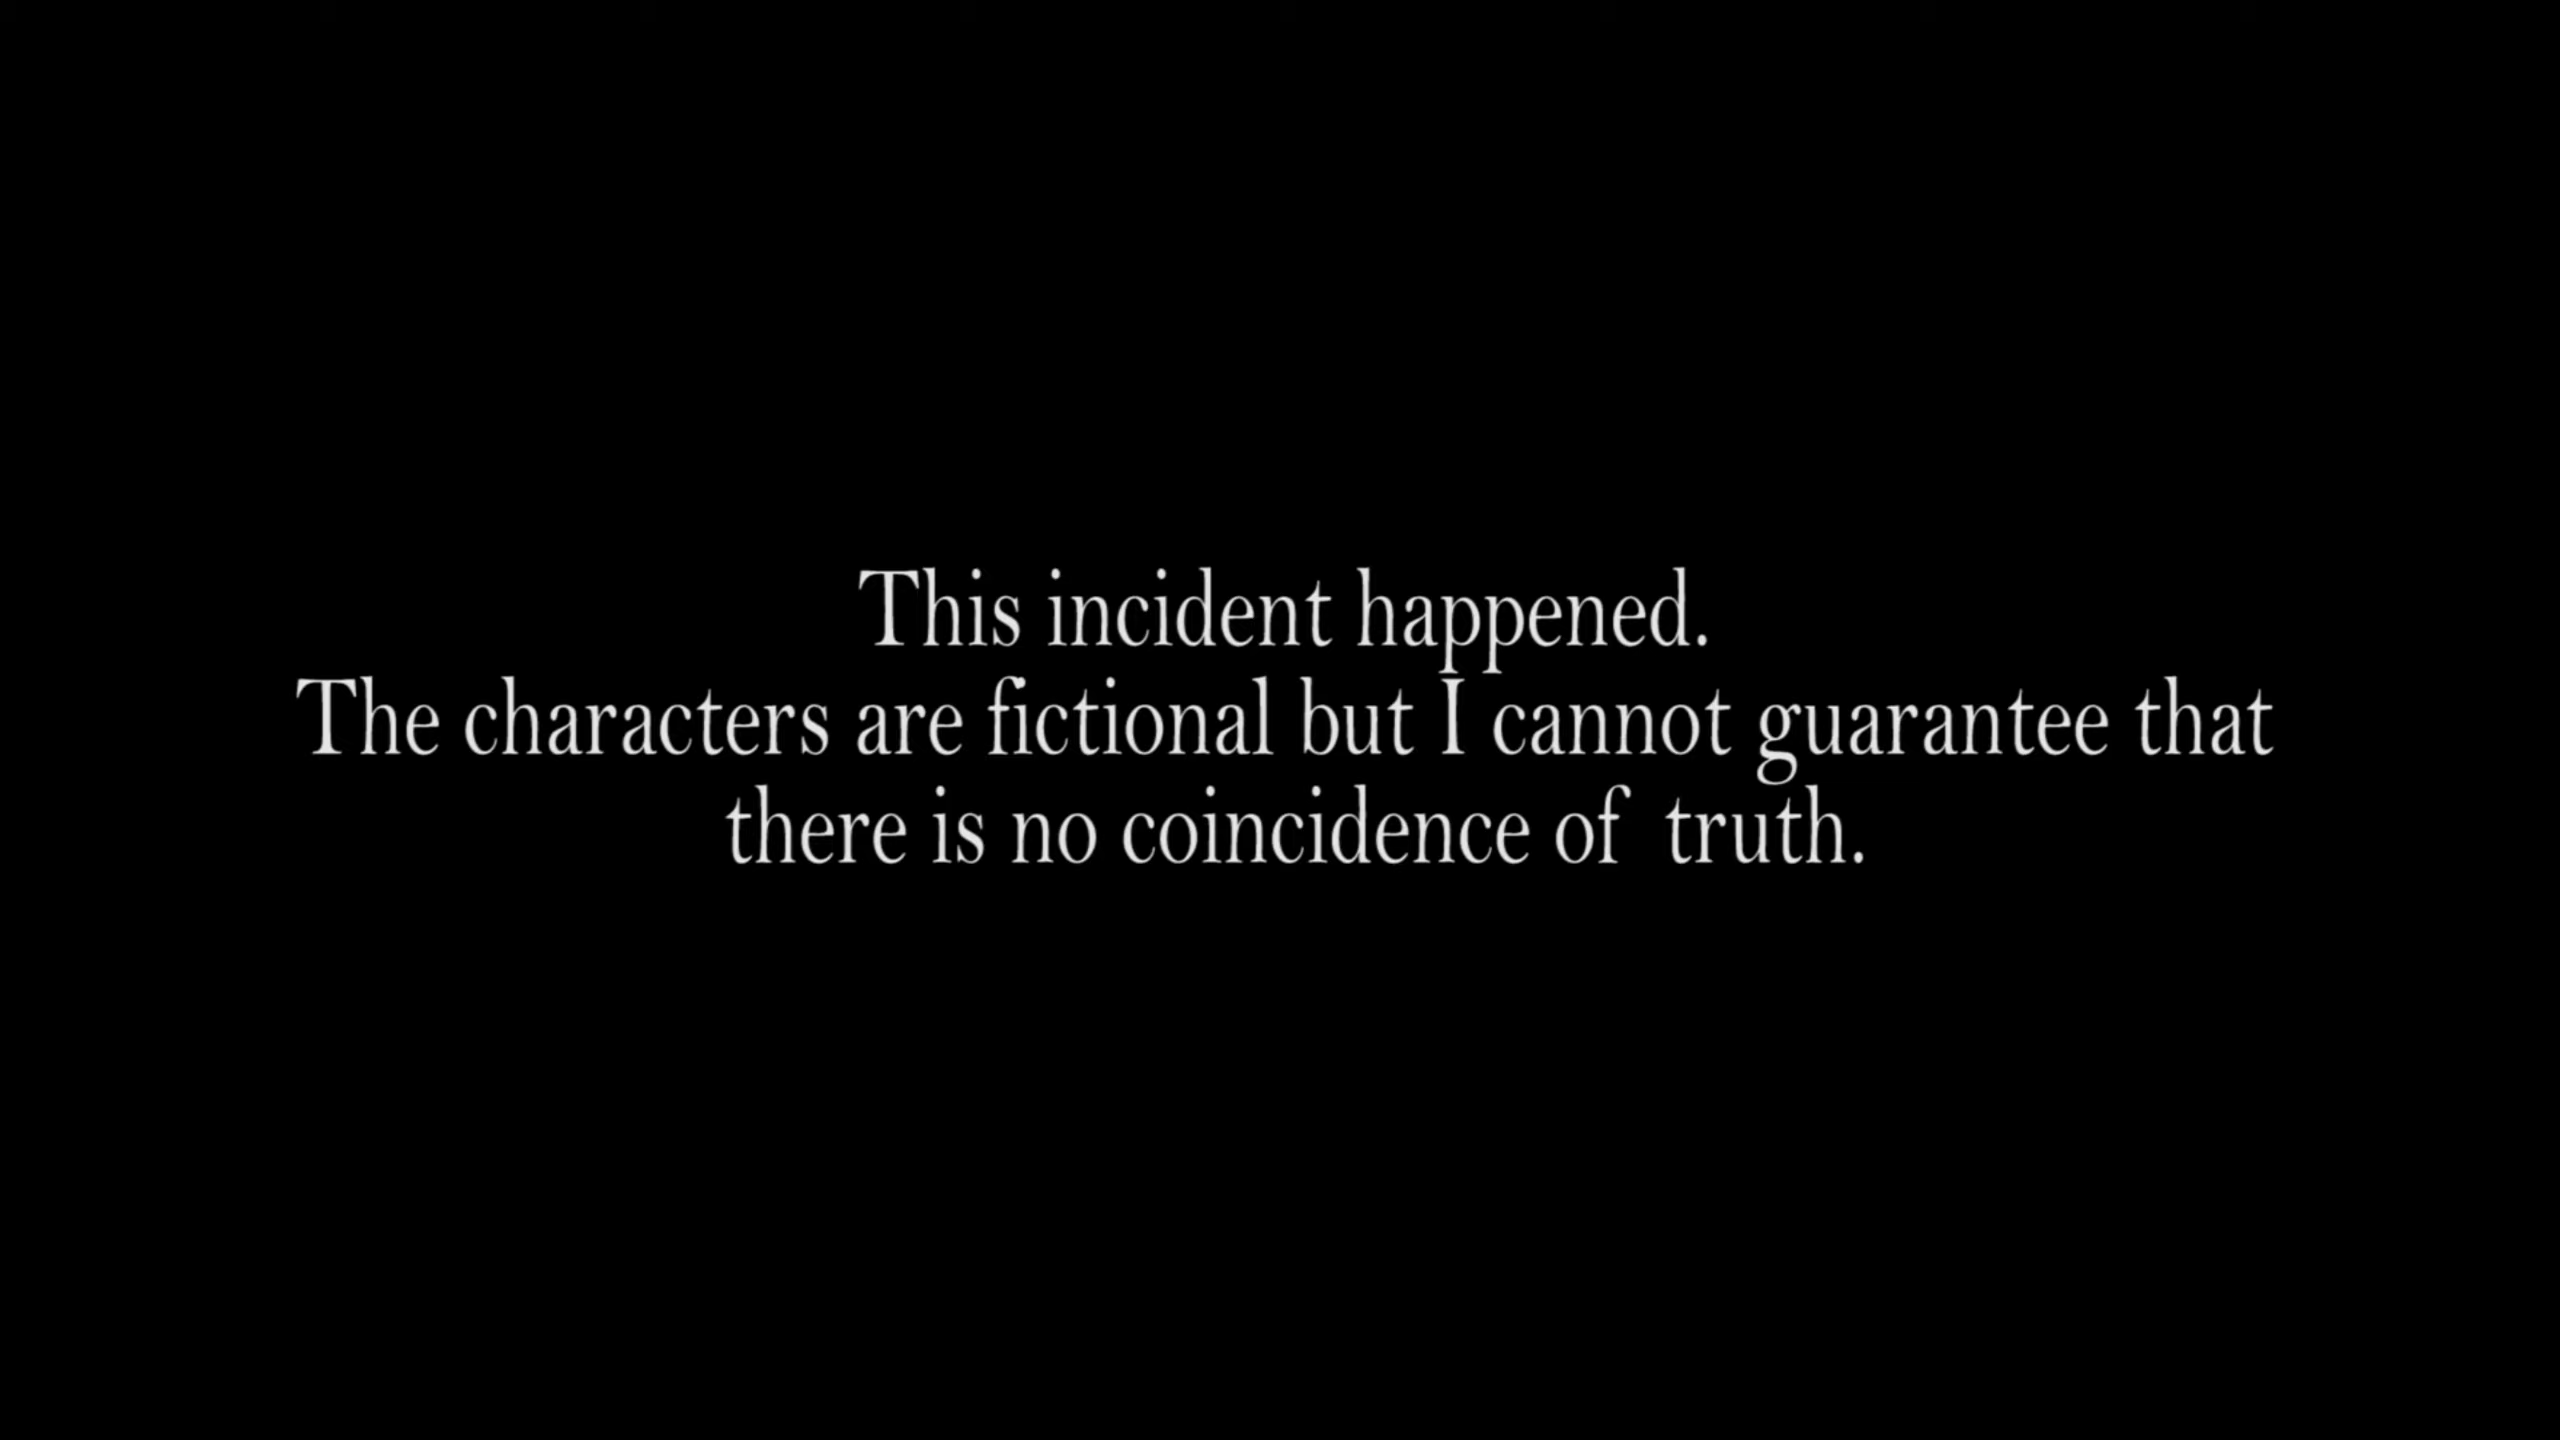 This incident happened.
The characters are fictional but I cannot guarantee that
there is no coincidence of  truth.